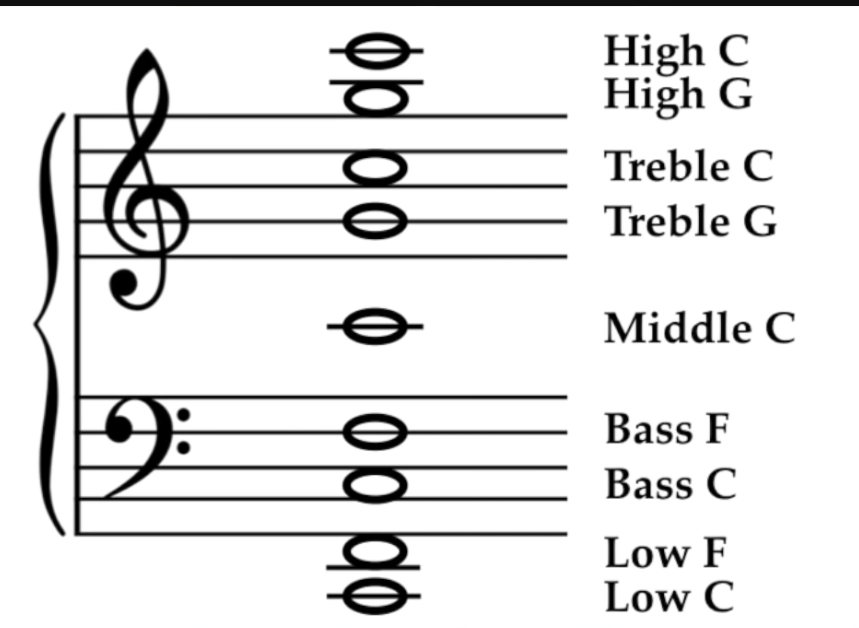 High C
High G
Treble C
Treble G
Middle C
Bass F
Bass C
Low F
Low C